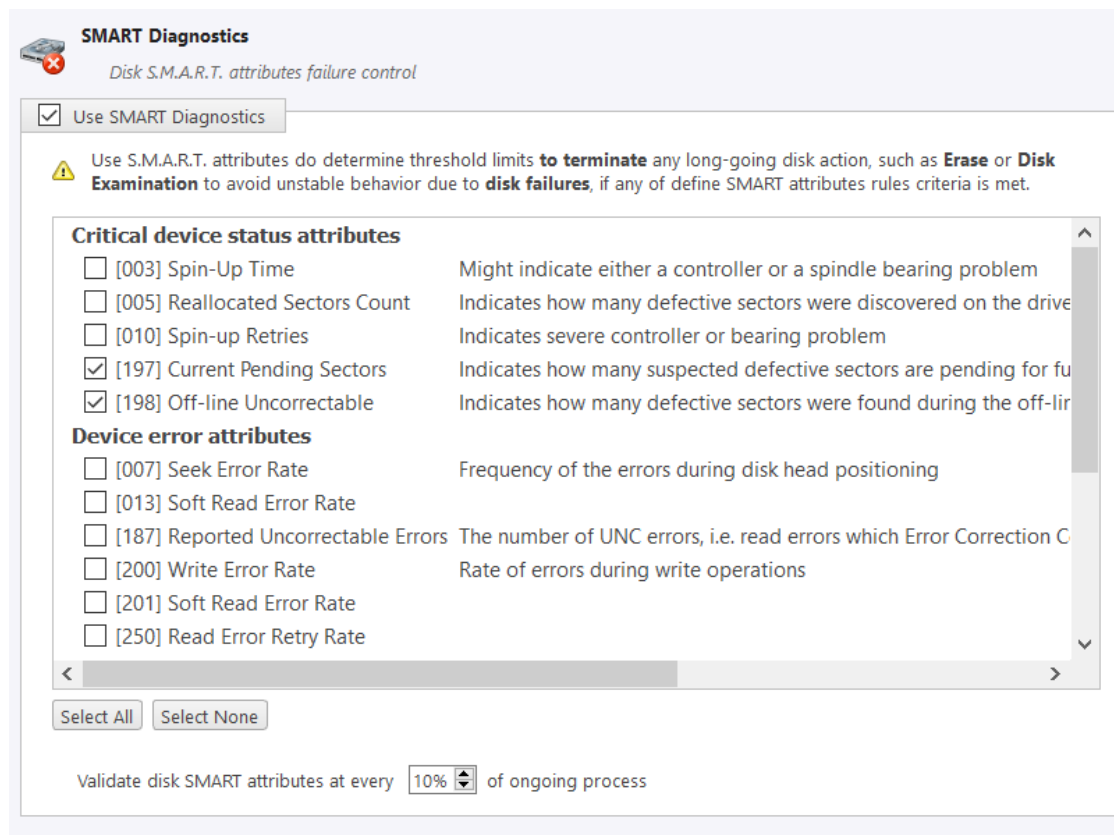 SMART Diagnostics
Disk S.M.A.R.T. attributes failure control
Use SMART Diagnostics
Use S.M.A.R.T. attributes do determine threshold limits to terminate any long-going disk action, such as Erase or Disk
Examination to avoid unstable behavior due to disk failures, if any of define SMART attributes rules criteria is met.
Critical device status attributes
[003] Spin-Up Time Might indicate either a controller or a spindle bearing problem
[005] Reallocated Sectors Count Indicates how many defective sectors were discovered on the drive
[010] Spin-up Retries Indicates severe controller or bearing problem
[197] Current Pending Sectors Indicates how many suspected defective sectors are pending for fu
[198] Off-line Uncorrectable Indicates how many defective sectors were found during the off-lin
Device error attributes
[007] Seek Error Rate Frequency of the errors during disk head positioning
[013] Soft Read Error Rate
[187] Reported Uncorrectable Errors The number of UNC errors, i.e. read errors which Error Correction C
[200] Write Error Rate Rate of errors during write operations
[201] Soft Read Error Rate
[250] Read Error Retry Rate
Select All Select None
Validate disk SMART attributes at every 10% of ongoing process